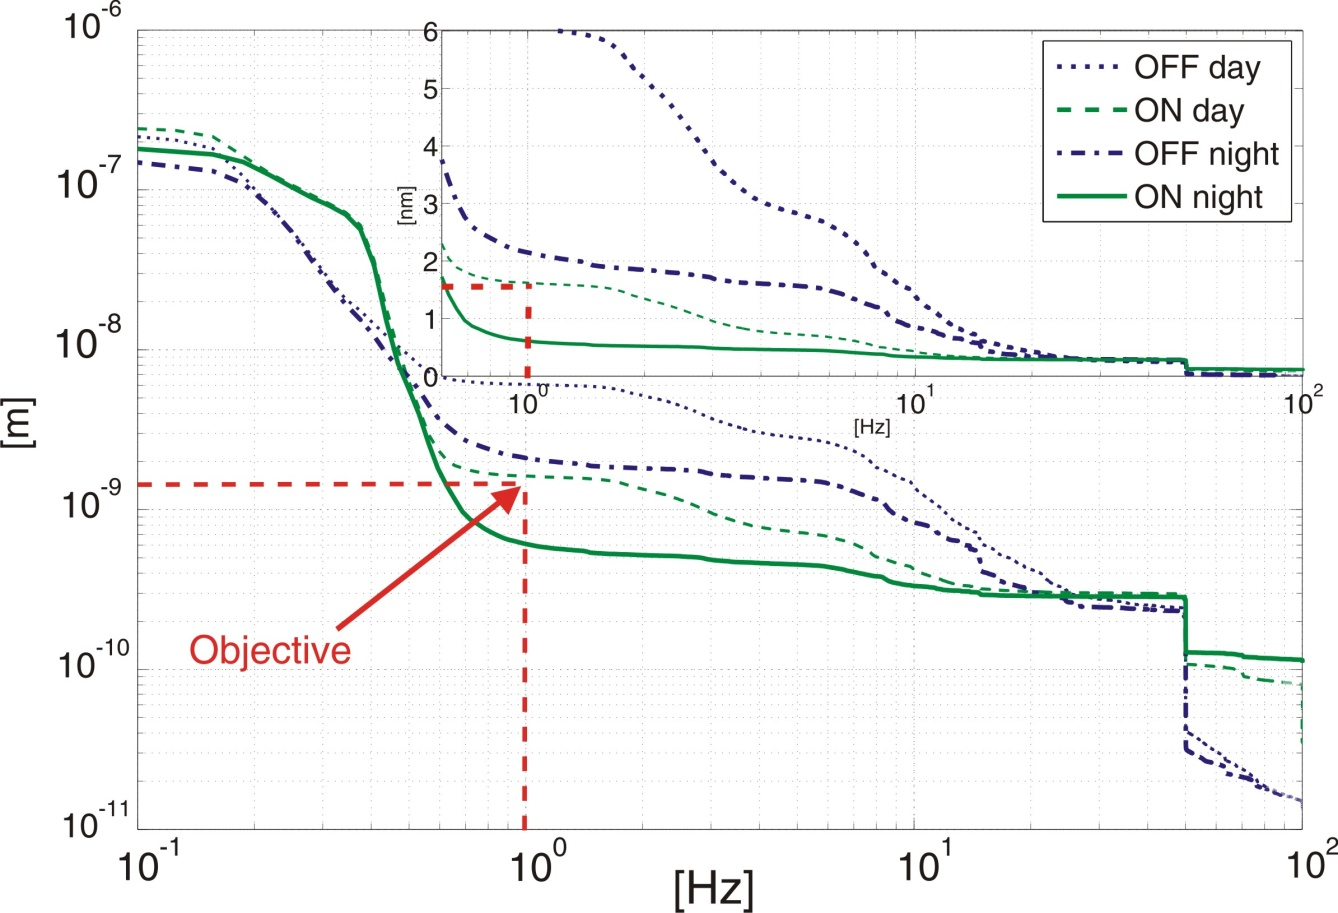 10^-6
10^-7
10^-8
10^-9
10^-10
10^-11
[m]
10^-1
10^0
10^1
10^2
[Hz]
6
5
4
3
2
1
0
[nm]
10^0
10^1
10^2
[Hz]
OFF day
ON day
OFF night
ON night
Objective